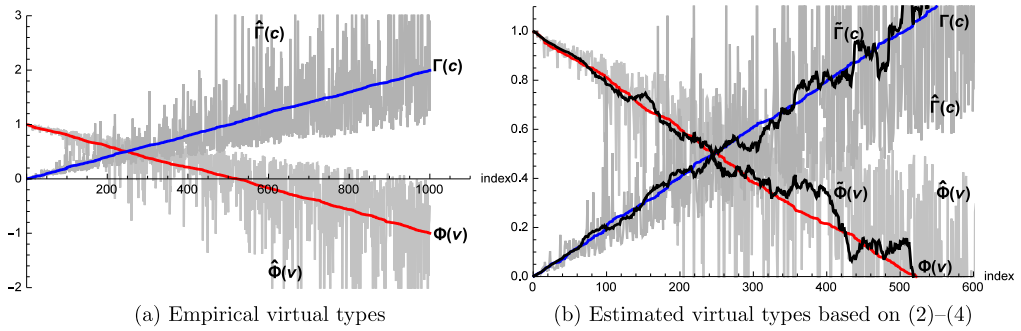 3
2
1
0
−1
−2
200
400
600
800
1000
index
Γ̂(c)
Γ(c)
Φ(v)
Φ̂(v)
(a) Empirical virtual types
1.0
0.8
0.6
0.4
0.2
0.0
0
100
200
300
400
500
600
index
Γ̃(c)
Γ(c)
Γ̂(c)
Φ̃(v)
Φ̂(v)
Φ(v)
(b) Estimated virtual types based on (2)–(4)